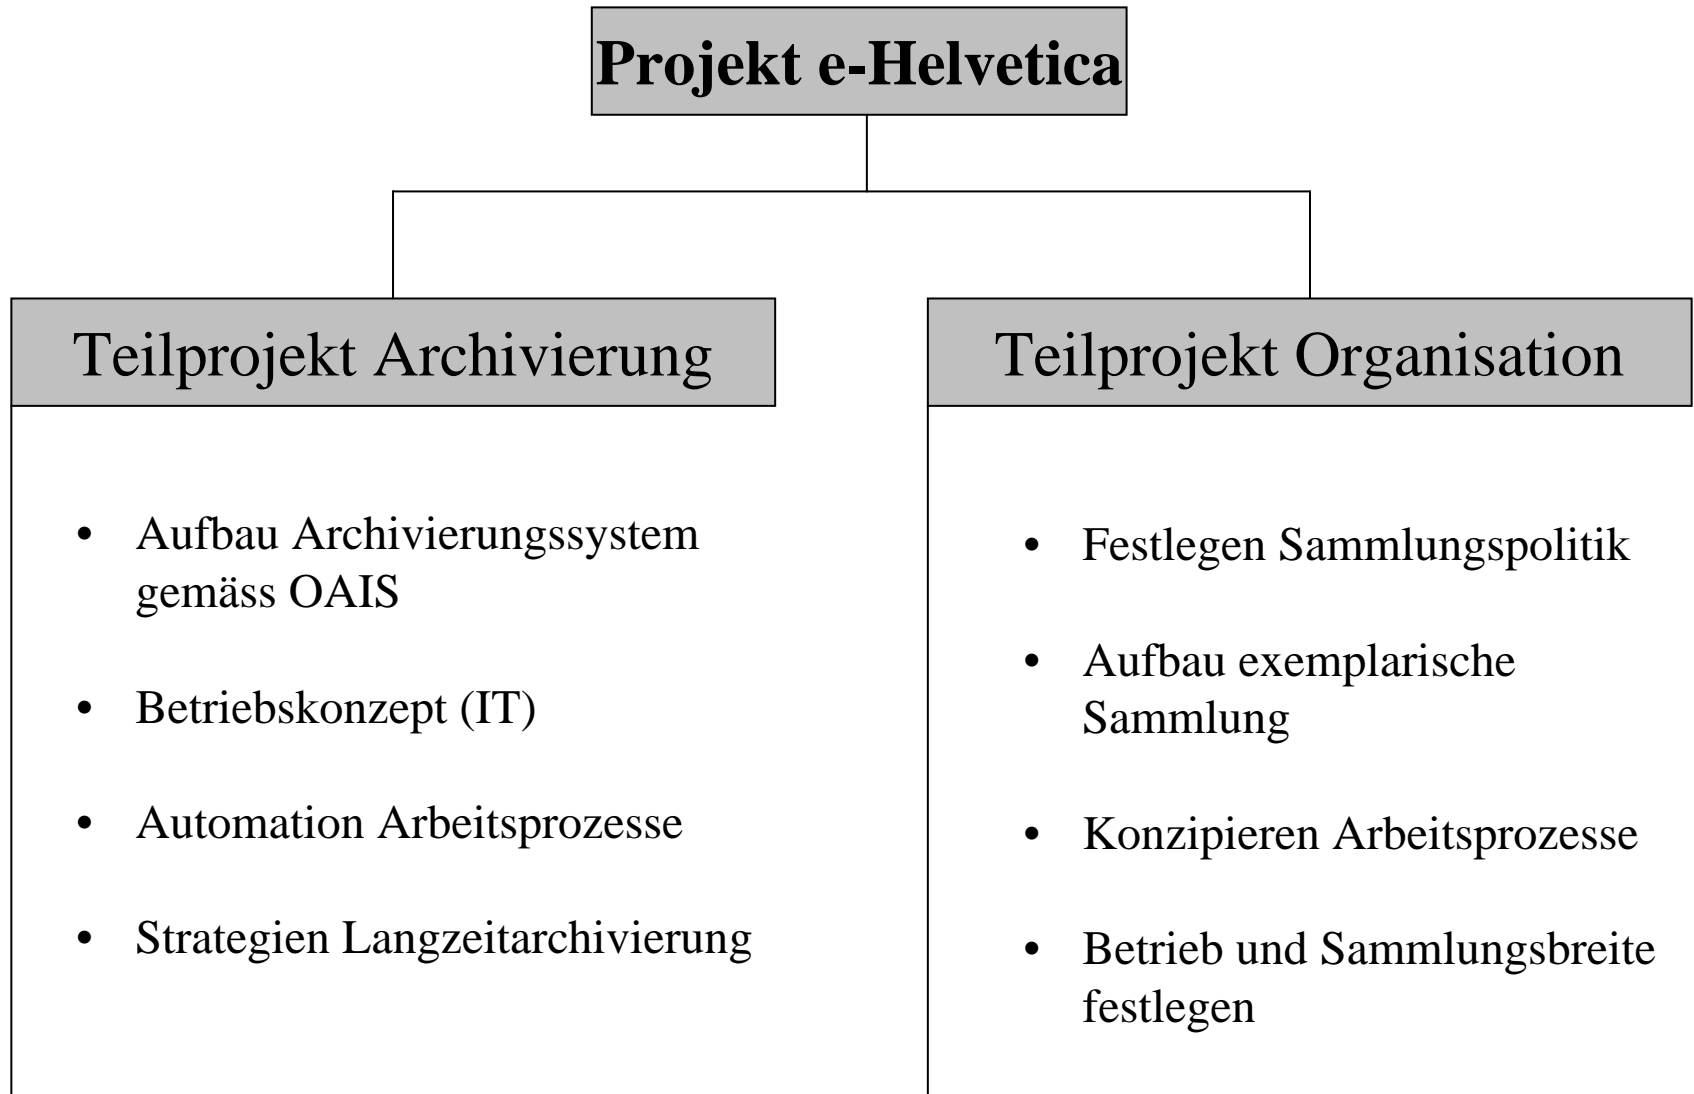 Projekt e-Helvetica
Teilprojekt Archivierung
• Aufbau Archivierungssystem
gemäss OAIS
• Betriebskonzept (IT)
• Automation Arbeitsprozesse
• Strategien Langzeitarchivierung
Teilprojekt Organisation
• Festlegen Sammlungspolitik
• Aufbau exemplarische
Sammlung
• Konzipieren Arbeitsprozesse
• Betrieb und Sammlungsbreite
festlegen